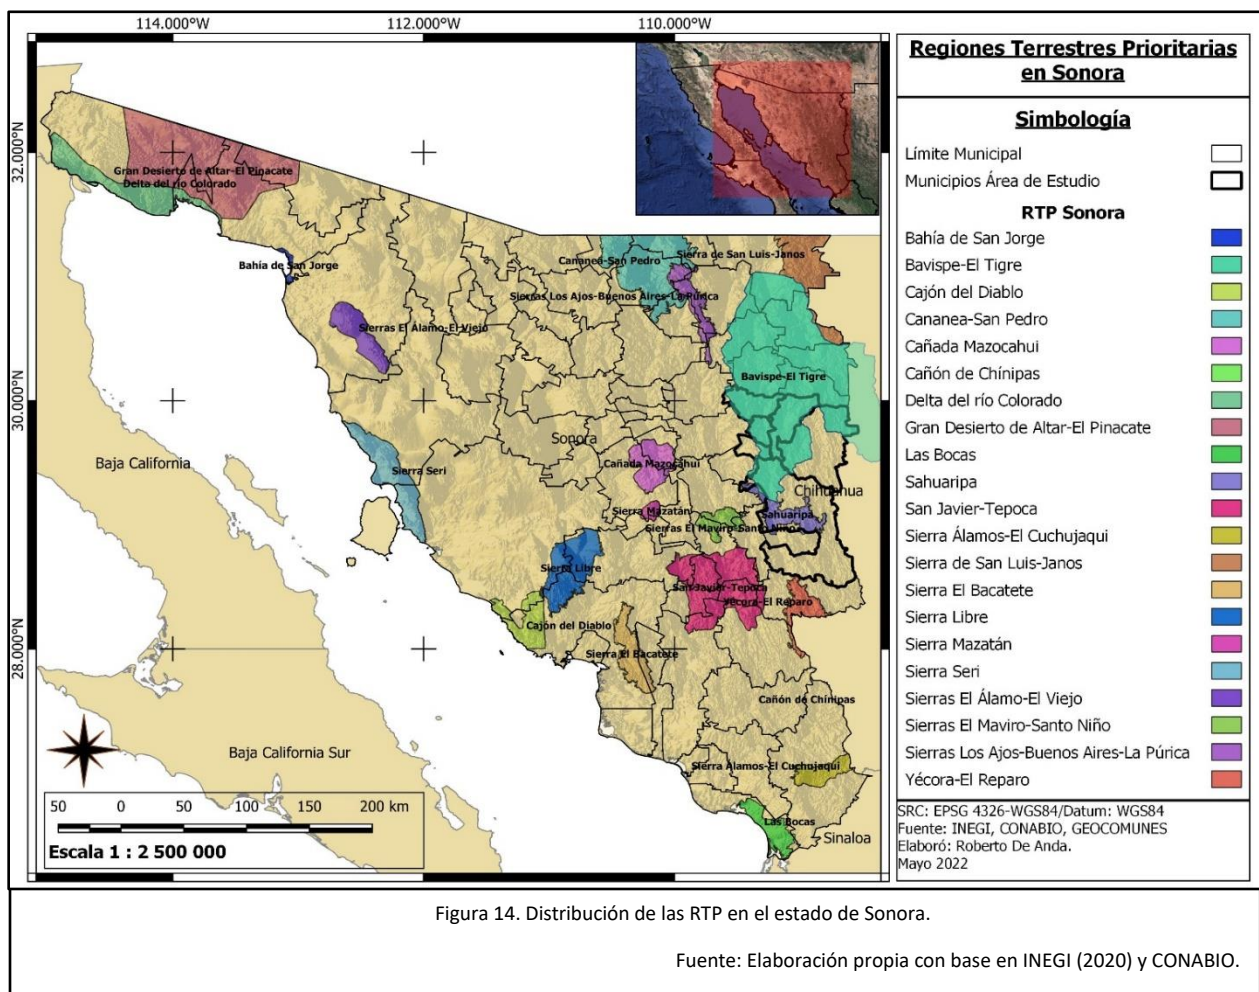 114.000°W
112.000°W
110.000°W
32.000°N
30.000°N
28.000°N
Gran Desierto de Altar-El Pinacate
Delta del río Colorado
Bahía de San Jorge
Cananea-San Pedro
Sierra de San Luis-Janos
Sierras Los Ajos-Buenos Aires-La Púrica
Sierras El Álamo-El Viejo
Bavispe-El Tigre
Sonora
Baja California
Sierra Seri
Cañada Mazocahui
Chihuahua
Sierra Mazatán
Sahuaripa
Sierras El Maviro-Santo Niño
Sierra Libre
San Javier-Tepoca
Yécora-El Reparo
Cajón del Diablo
Sierra El Bacatete
Cañón de Chínipas
Baja California Sur
Sierra Álamos-El Cuchujaqui
Las Bocas
Sinaloa
50 0 50 100 150 200 km
Escala 1 : 2 500 000
Regiones Terrestres Prioritarias
en Sonora
Simbología
Límite Municipal
Municipios Área de Estudio
RTP Sonora
Bahía de San Jorge
Bavispe-El Tigre
Cajón del Diablo
Cananea-San Pedro
Cañada Mazocahui
Cañón de Chínipas
Delta del río Colorado
Gran Desierto de Altar-El Pinacate
Las Bocas
Sahuaripa
San Javier-Tepoca
Sierra Álamos-El Cuchujaqui
Sierra de San Luis-Janos
Sierra El Bacatete
Sierra Libre
Sierra Mazatán
Sierra Seri
Sierras El Álamo-El Viejo
Sierras El Maviro-Santo Niño
Sierras Los Ajos-Buenos Aires-La Púrica
Yécora-El Reparo
SRC: EPSG 4326-WGS84/Datum: WGS84
Fuente: INEGI, CONABIO, GEOCOMUNES
Elaboró: Roberto De Anda.
Mayo 2022
Figura 14. Distribución de las RTP en el estado de Sonora.
Fuente: Elaboración propia con base en INEGI (2020) y CONABIO.